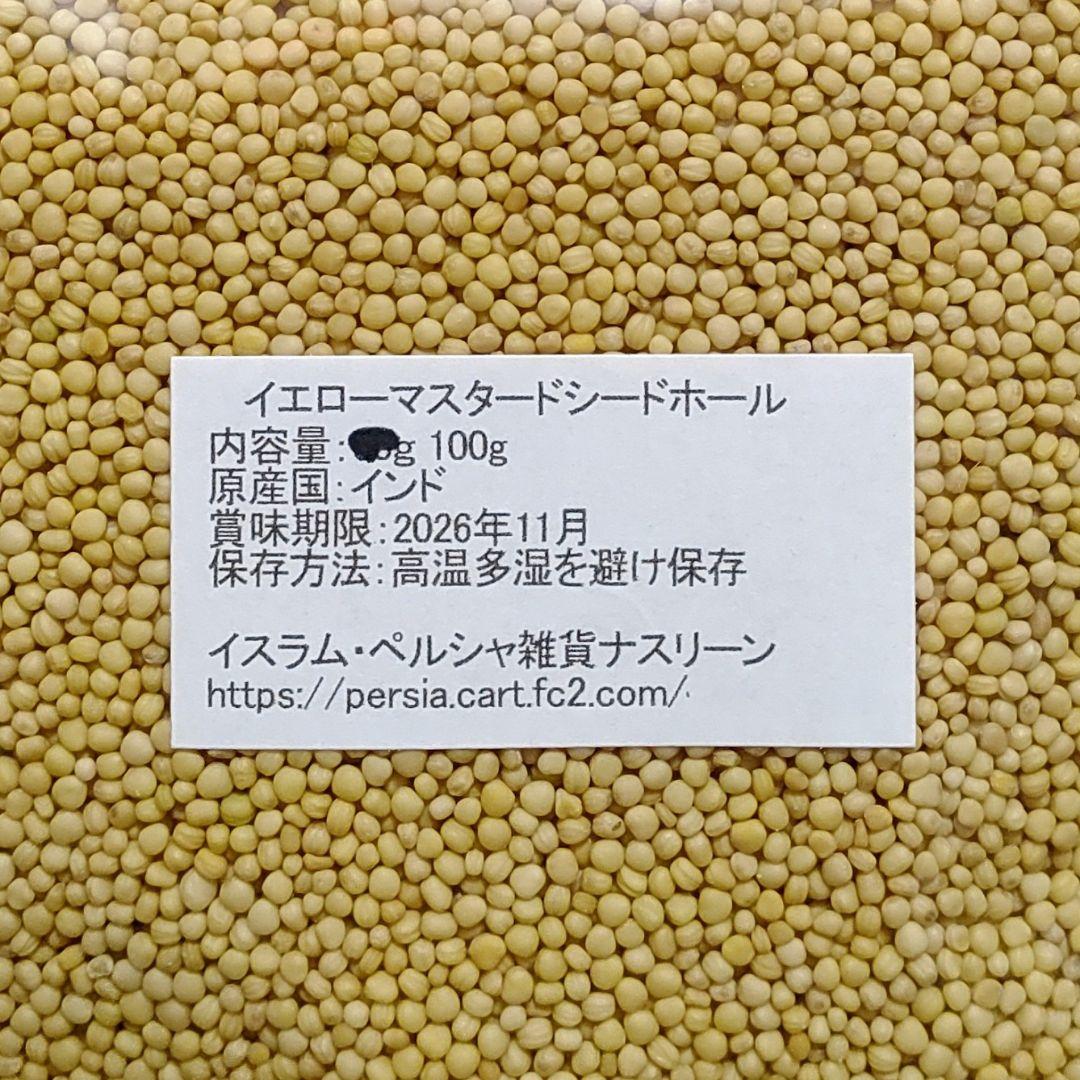 イエローマスタードシードホール
内容量：g 100g
原産国：インド
賞味期限：2026年11月
保存方法：高温多湿を避け保存
イスラム・ペルシャ雑貨ナスリーン
https://persia.cart.fc2.com/